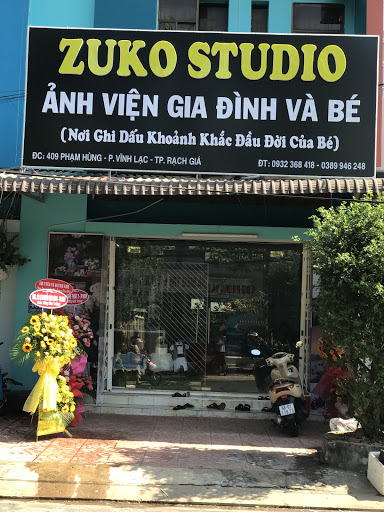 ZUKO STUDIO
ẢNH VIỆN GIA ĐÌNH VÀ BÉ
(Nơi Ghi Dấu Khoảnh Khắc Đầu Đời Của Bé)
ĐC: 409 PHẠM HÙNG - P.VĨNH LẠC - TP. RẠCH GIÁ
ĐT: 0932 368 418 - 0389 946 248